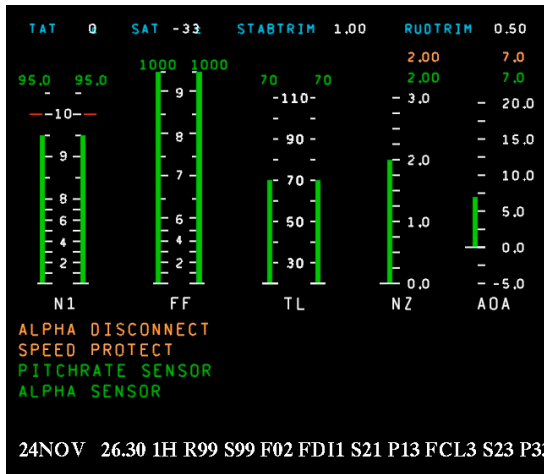 TAT 0 SAT -33 STABTRIM 1.00 RUDTRIM 0.50
2.00 7.0
95.0 95.0 1000 1000 70 70 2.00 7.0
10 9 8 6 4 2
9 8 7 6 4 2
110 90 70 50 30
3.0 2.0 1.0 0.0
20.0 15.0 10.0 5.0 0.0 -5.0
N1 FF TL NZ AOA
ALPHA DISCONNECT
SPEED PROTECT
PITCHRATE SENSOR
ALPHA SENSOR
24NOV 26.30 1H R99 S99 F02 FDI1 S21 P13 FCL3 S23